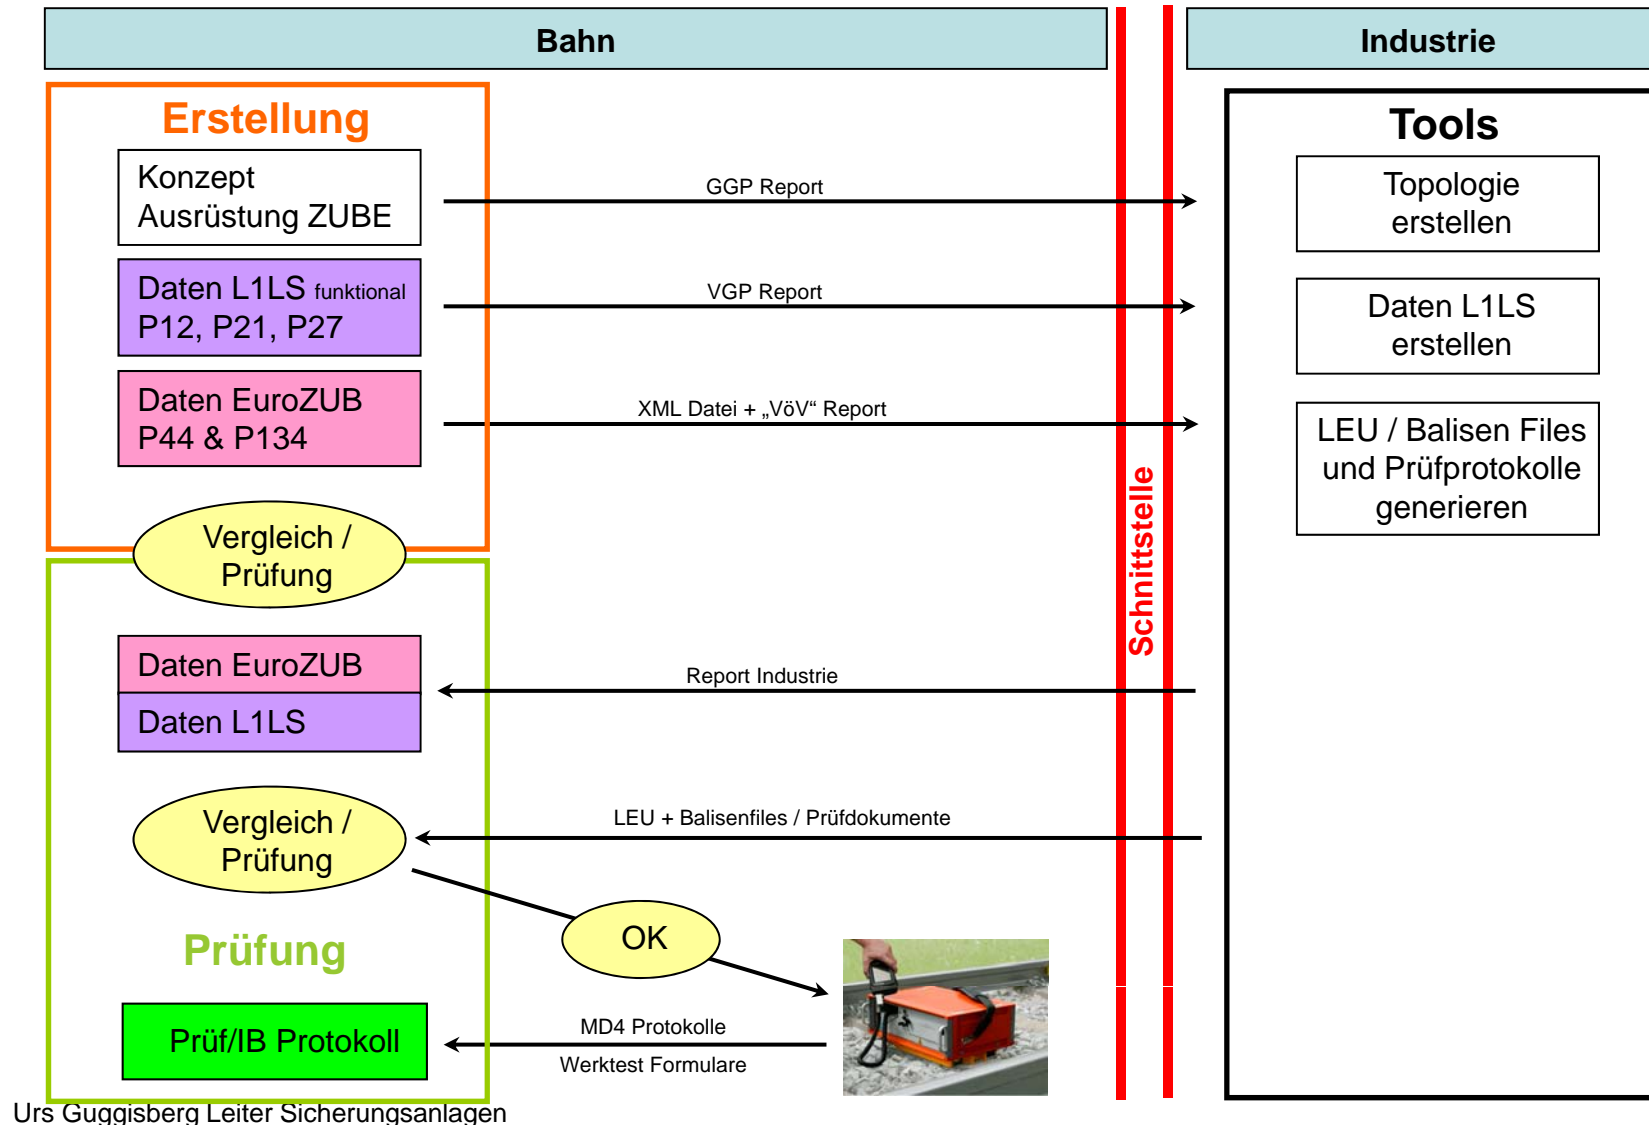 Bahn
Industrie
Erstellung
Konzept
Ausrüstung ZUBE
GGP Report
Tools
Topologie
erstellen
Daten L1LS funktional
P12, P21, P27
VGP Report
Daten L1LS
erstellen
Daten EuroZUB
P44 & P134
XML Datei + „VöV“ Report
LEU / Balisen Files
und Prüfprotokolle
generieren
Schnittstelle
Vergleich /
Prüfung
Daten EuroZUB
Daten L1LS
Report Industrie
Vergleich /
Prüfung
LEU + Balisenfiles / Prüfdokumente
OK
Prüfung
Prüf/IB Protokoll
MD4 Protokolle
Werktest Formulare
Urs Guggisberg Leiter Sicherungsanlagen